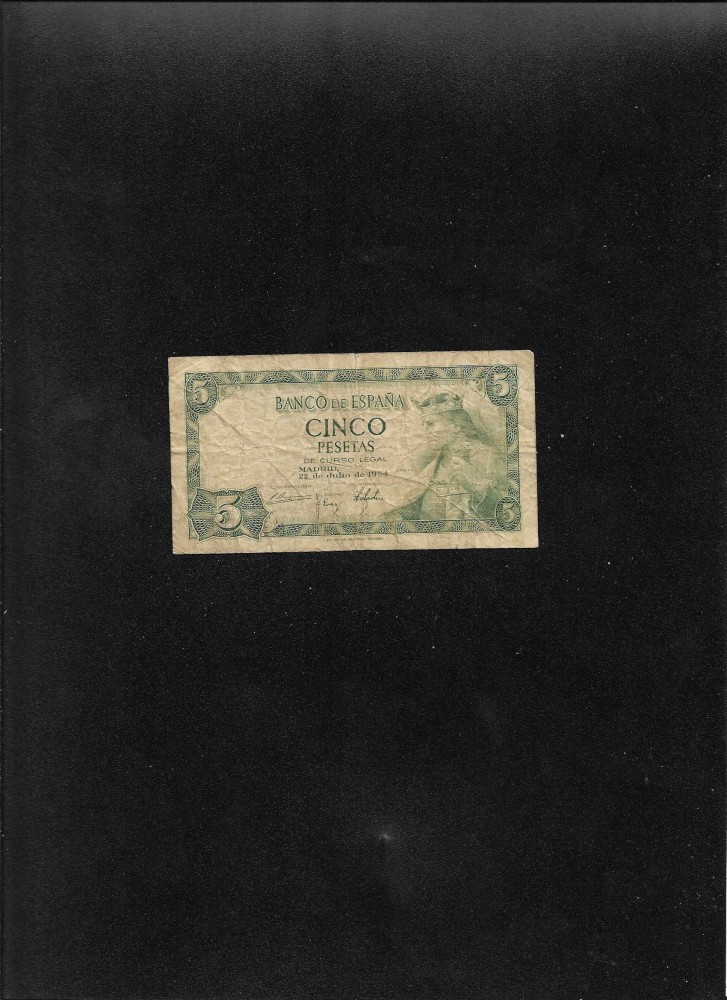 5 5
BANCO DE ESPAÑA
CINCO
PESETAS
DE CURSO LEGAL
MADRID,
22 de Julio de 1954
5 5